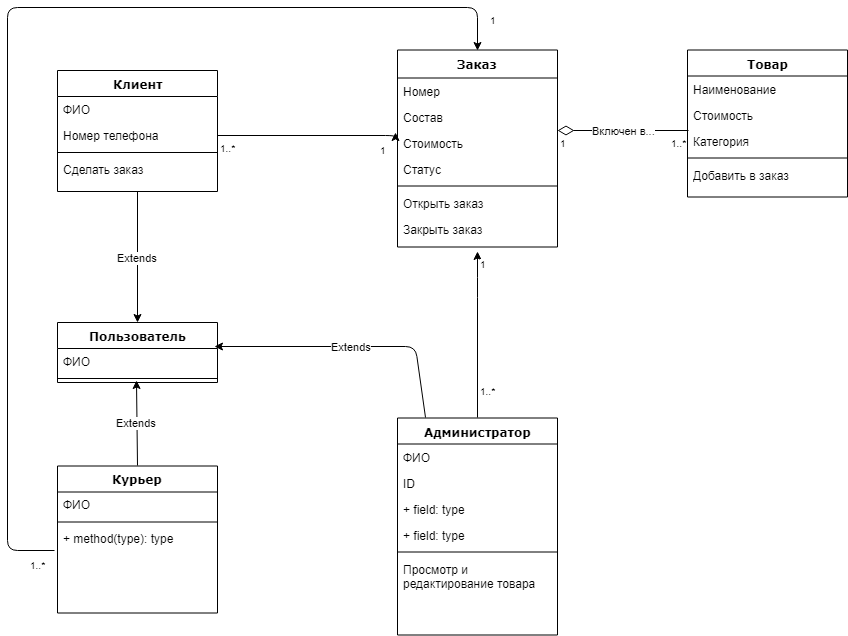 1
Заказ
Номер
Состав
Стоимость
Статус
Открыть заказ
Закрыть заказ
Товар
Наименование
Стоимость
Категория
Добавить в заказ
Клиент
ФИО
Номер телефона
Сделать заказ
1..*
1
Включен в...
1
1..*
Extends
1
Пользователь
ФИО
Extends
Extends
1..*
Администратор
ФИО
ID
+ field: type
+ field: type
Просмотр и
редактирование товара
Курьер
ФИО
+ method(type): type
1..*